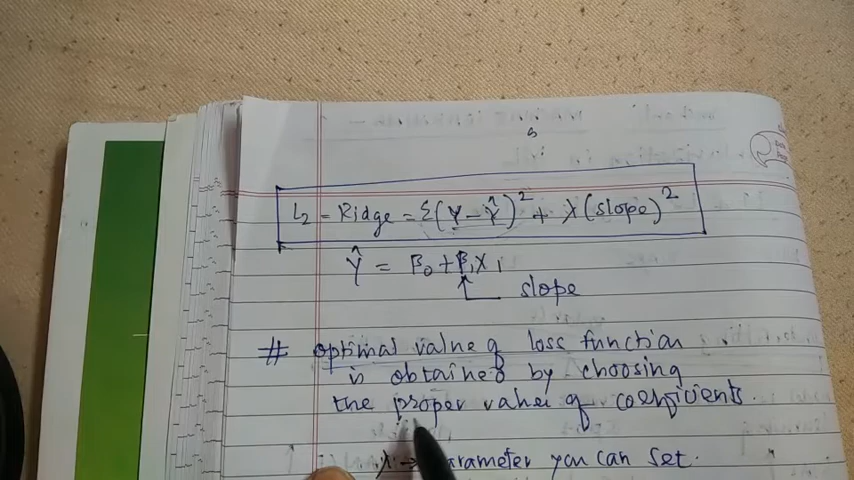 L₂ = Ridge = Σ(Y-Ŷ)² + λ(slope)²
Ŷ = β₀ + β₁X₁
slope
# optimal value of loss function
is obtained by choosing
the proper value of coefficients.
λ → parameter you can set.